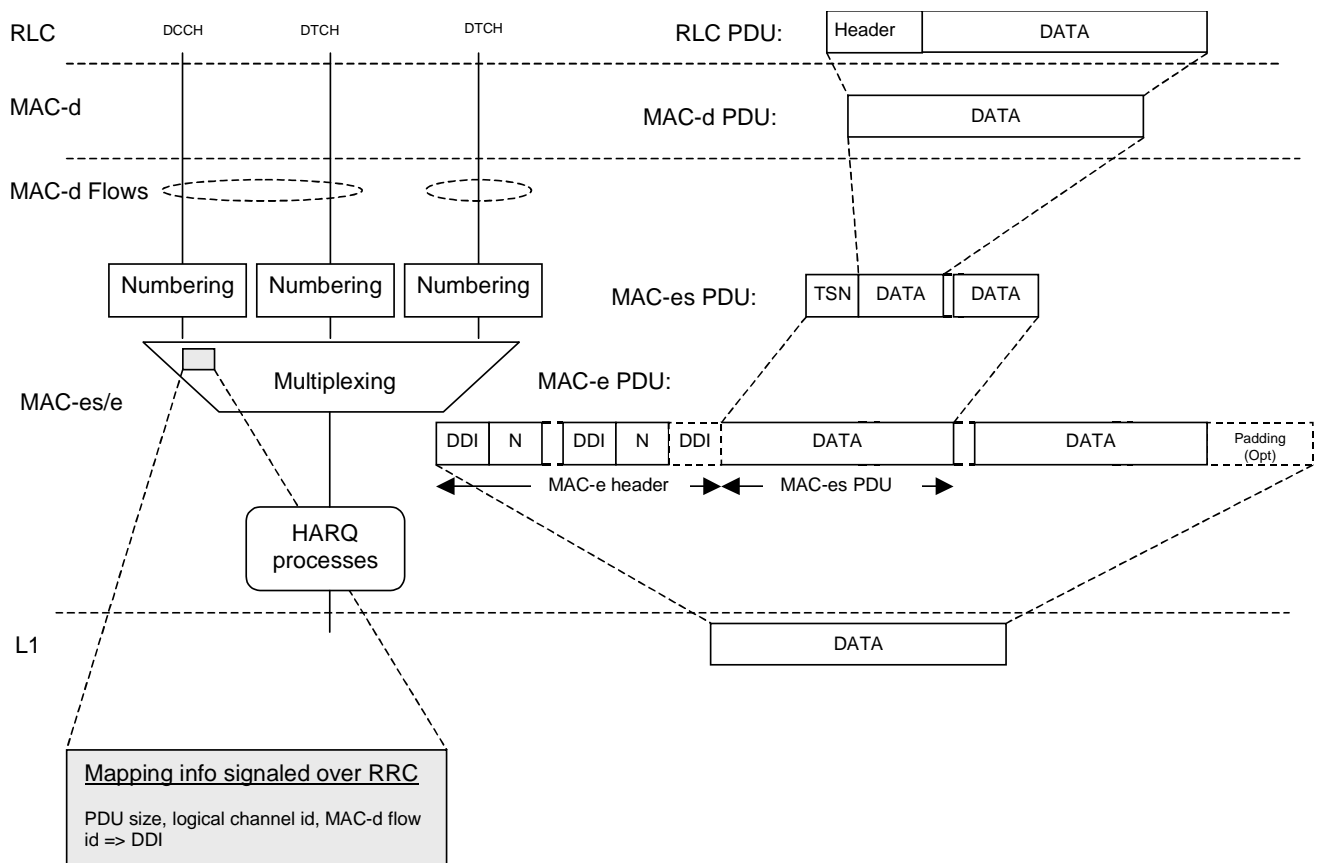 RLC
DCCH
DTCH
DTCH
RLC PDU:
Header
DATA
MAC-d
MAC-d PDU:
DATA
MAC-d Flows
Numbering
Numbering
Numbering
MAC-es PDU:
TSN
DATA
DATA
Multiplexing
MAC-e PDU:
MAC-es/e
DDI
N
DDI
N
DDI
DATA
DATA
Padding
(Opt)
MAC-e header
MAC-es PDU
HARQ
processes
L1
DATA
Mapping info signaled over RRC
PDU size, logical channel id, MAC-d flow
id => DDI